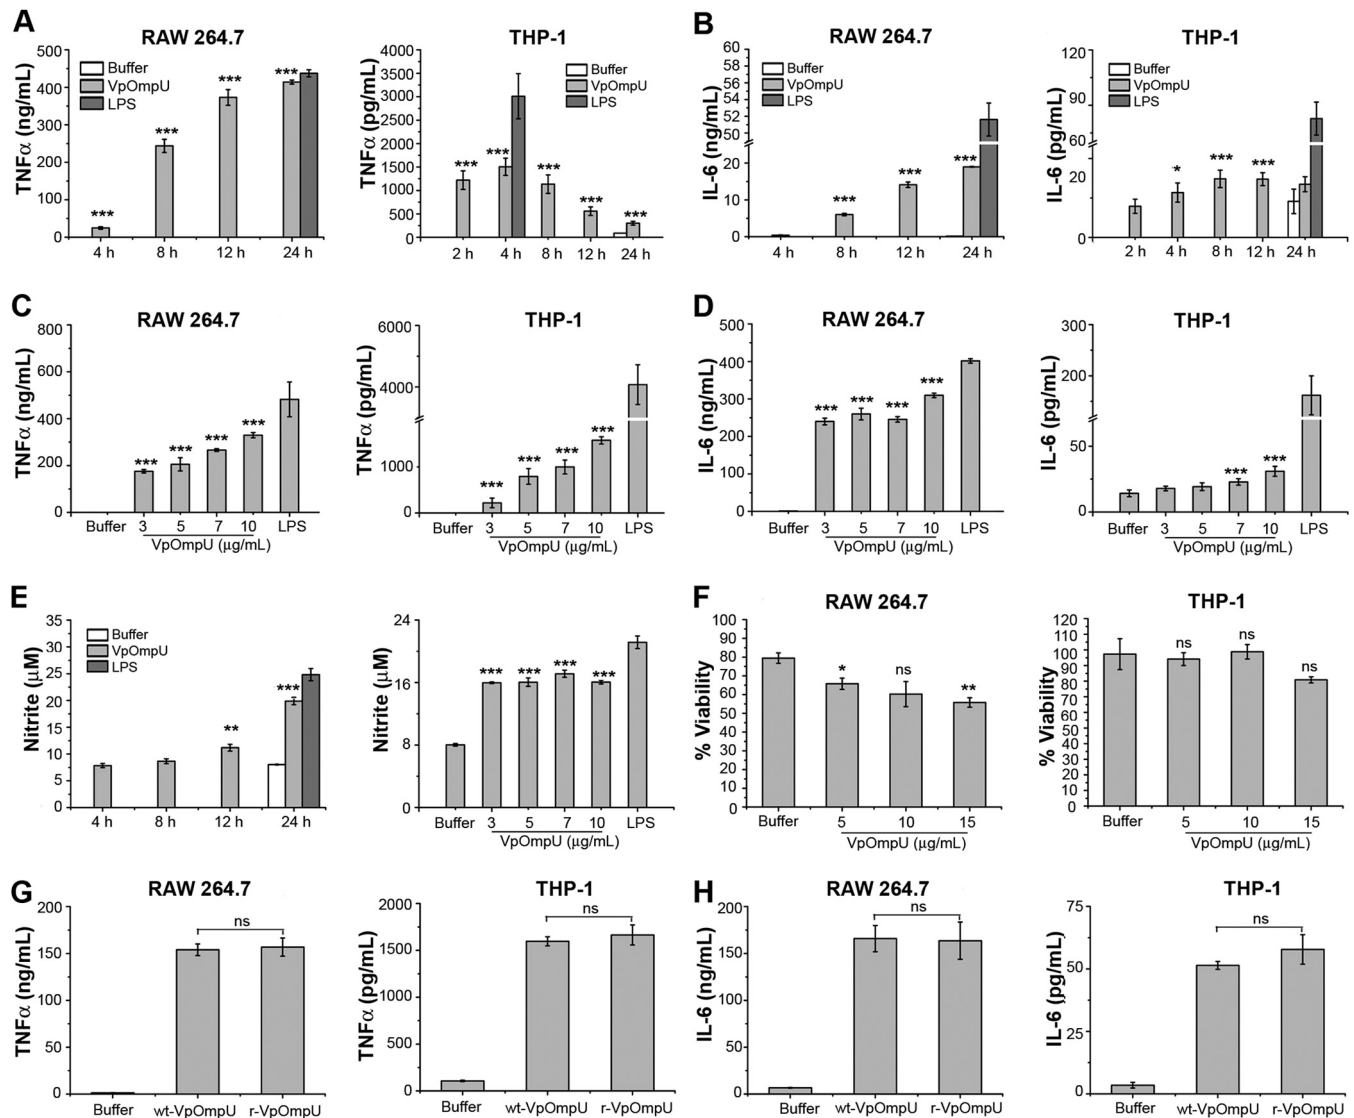 A
RAW 264.7
TNFα (ng/mL)
500
400
300
200
100
0
Buffer
VpOmpU
LPS
***
***
***
***
4 h 8 h 12 h 24 h
THP-1
TNFα (pg/mL)
4000
3500
3000
2500
2000
1500
1000
500
0
Buffer
VpOmpU
LPS
***
***
***
***
***
2 h 4 h 8 h 12 h 24 h
B
RAW 264.7
IL-6 (ng/mL)
60
58
56
54
52
50
20
10
0
Buffer
VpOmpU
LPS
***
***
***
4 h 8 h 12 h 24 h
THP-1
IL-6 (pg/mL)
120
90
60
20
0
Buffer
VpOmpU
LPS
*
***
***
2 h 4 h 8 h 12 h 24 h
C
RAW 264.7
TNFα (ng/mL)
800
600
400
200
0
***
***
***
***
Buffer 3 5 7 10 LPS
VpOmpU (μg/mL)
THP-1
TNFα (pg/mL)
6000
4000
1000
0
***
***
***
***
Buffer 3 5 7 10 LPS
VpOmpU (μg/mL)
D
RAW 264.7
IL-6 (ng/mL)
500
400
300
200
100
0
***
***
***
***
Buffer 3 5 7 10 LPS
VpOmpU (μg/mL)
THP-1
IL-6 (pg/mL)
300
200
50
0
***
***
Buffer 3 5 7 10 LPS
VpOmpU (μg/mL)
E
Nitrite (μM)
35
30
25
20
15
10
5
0
Buffer
VpOmpU
LPS
**
***
4 h 8 h 12 h 24 h
Nitrite (μM)
24
16
8
0
*** *** *** ***
Buffer 3 5 7 10 LPS
VpOmpU (μg/mL)
F
RAW 264.7
% Viability
100
90
80
70
60
50
40
30
20
10
0
*
ns
**
Buffer 5 10 15
VpOmpU (μg/mL)
THP-1
% Viability
120
110
100
90
80
70
60
50
40
30
20
10
0
ns
ns
ns
Buffer 5 10 15
VpOmpU (μg/mL)
G
RAW 264.7
TNFα (ng/mL)
200
150
100
50
0
ns
Buffer wt-VpOmpU r-VpOmpU
THP-1
TNFα (pg/mL)
2000
1500
1000
500
0
ns
Buffer wt-VpOmpU r-VpOmpU
H
RAW 264.7
IL-6 (ng/mL)
200
150
100
50
0
ns
Buffer wt-VpOmpU r-VpOmpU
THP-1
IL-6 (pg/mL)
75
50
25
0
ns
Buffer wt-VpOmpU r-VpOmpU